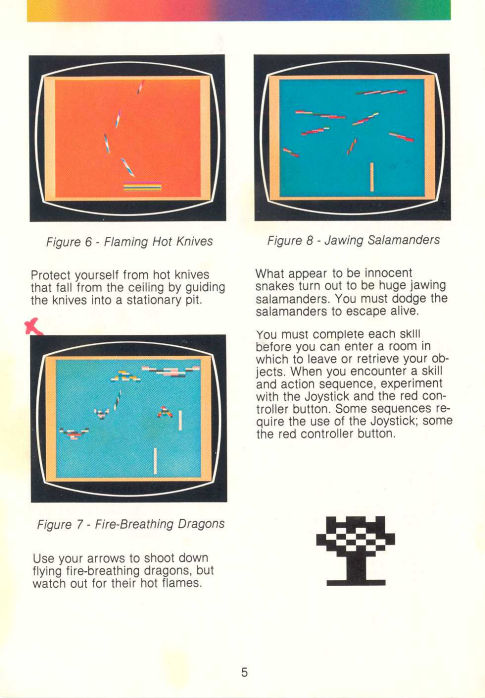 Figure 6 - Flaming Hot Knives
Protect yourself from hot knives
that fall from the ceiling by guiding
the knives into a stationary pit.
Figure 7 - Fire-Breathing Dragons
Use your arrows to shoot down
flying fire-breathing dragons, but
watch out for their hot flames.
Figure 8 - Jawing Salamanders
What appear to be innocent
snakes turn out to be huge jawing
salamanders. You must dodge the
salamanders to escape alive.
You must complete each skill
before you can enter a room in
which to leave or retrieve your ob-
jects. When you encounter a skill
and action sequence, experiment
with the Joystick and the red con-
troller button. Some sequences re-
quire the use of the Joystick; some
the red controller button.
5